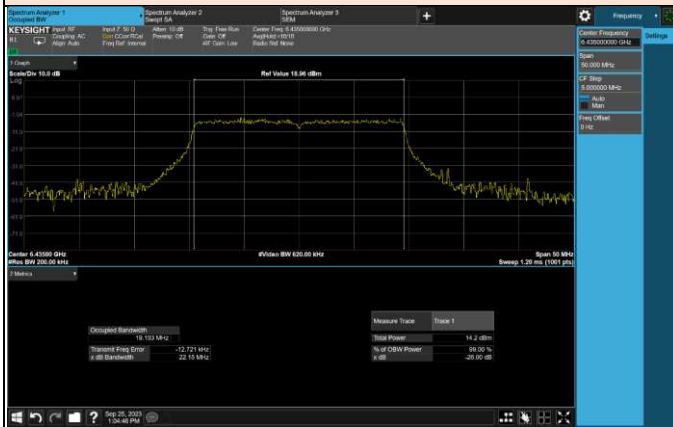 Spectrum Analyzer 1
Occupied BW
Spectrum Analyzer 2
Swept SA
Spectrum Analyzer 3
SEM
+
Frequency
KEYSIGHT
Input: RF
Coupling: AC
Align: Auto
Input Z: 50 Ω
Corr CCorr RCal
Freq Ref: Internal
Atten: 10 dB
Preamp: Off
Trig: Free Run
Gate: Off
#IF Gain: Low
Center Freq: 6.435000000 GHz
Avg|Hold:
Radio Std: None
Center Frequency
6.435000000 GHz
Settings
Span
50.000 MHz
CF Step
5.000000 MHz
Auto
Man
Freq Offset
0 Hz
1 Graph
Scale/Div 10.0 dB
Ref Value 18.96 dBm
Log
Center 6.43500 GHz
#Res BW 200.00 kHz
#Video BW 620.00 kHz
Span 50 MHz
Sweep 1.20 ms (1001 pts)
2 Metrics
Occupied Bandwidth
19.193 MHz
Transmit Freq Error
-12.721 kHz
x dB Bandwidth
22.15 MHz
Measure Trace
Trace 1
Total Power
14.2 dBm
% of OBW Power
99.00 %
x dB
-26.00 dB
Sep 25, 2023
1:04:48 PM